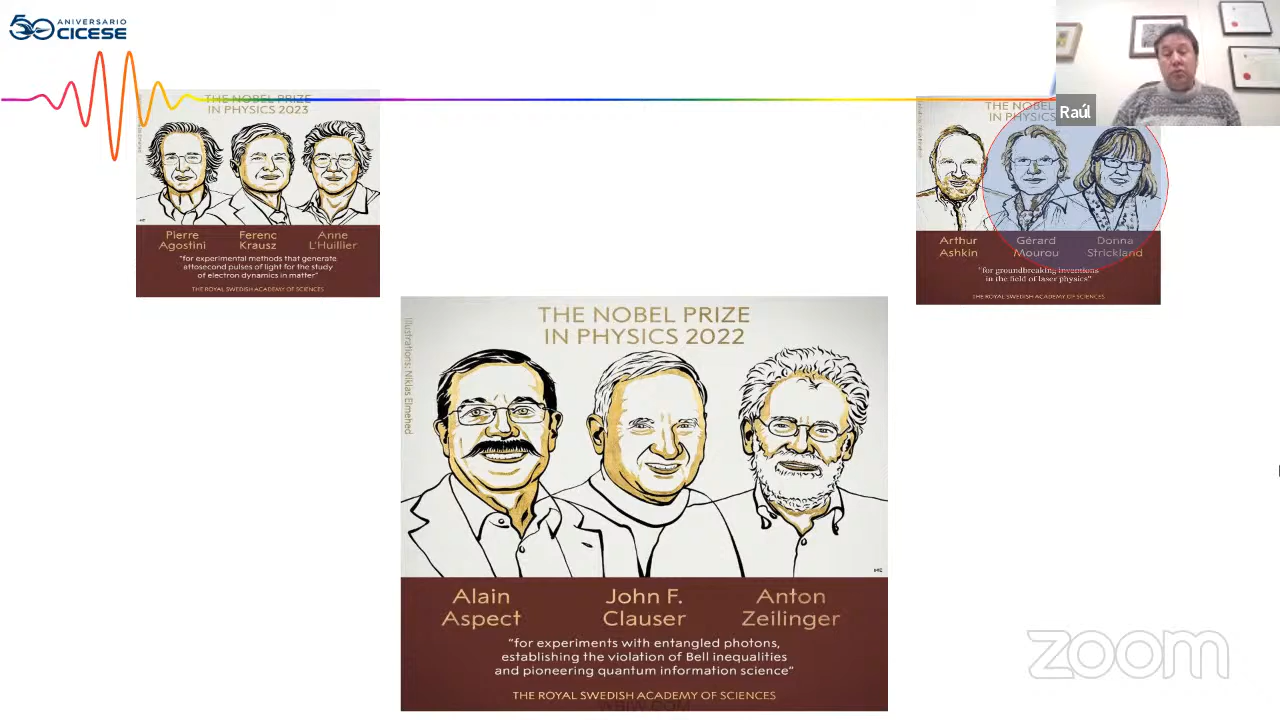 ANIVERSARIO
50 CICESE
THE NOBEL PRIZE
IN PHYSICS 2023
Pierre Agostini
Ferenc Krausz
Anne L'Huillier
"for experimental methods that generate
attosecond pulses of light for the study
of electron dynamics in matter"
THE ROYAL SWEDISH ACADEMY OF SCIENCES
THE NOBEL
IN PHYSICS
Raúl
Arthur Ashkin
Gérard Mourou
Donna Strickland
"for groundbreaking inventions
in the field of laser physics"
THE ROYAL SWEDISH ACADEMY OF SCIENCES
THE NOBEL PRIZE
IN PHYSICS 2022
Illustrations: Niklas Elmehed
Alain Aspect
John F. Clauser
Anton Zeilinger
"for experiments with entangled photons,
establishing the violation of Bell inequalities
and pioneering quantum information science"
THE ROYAL SWEDISH ACADEMY OF SCIENCES
zoom